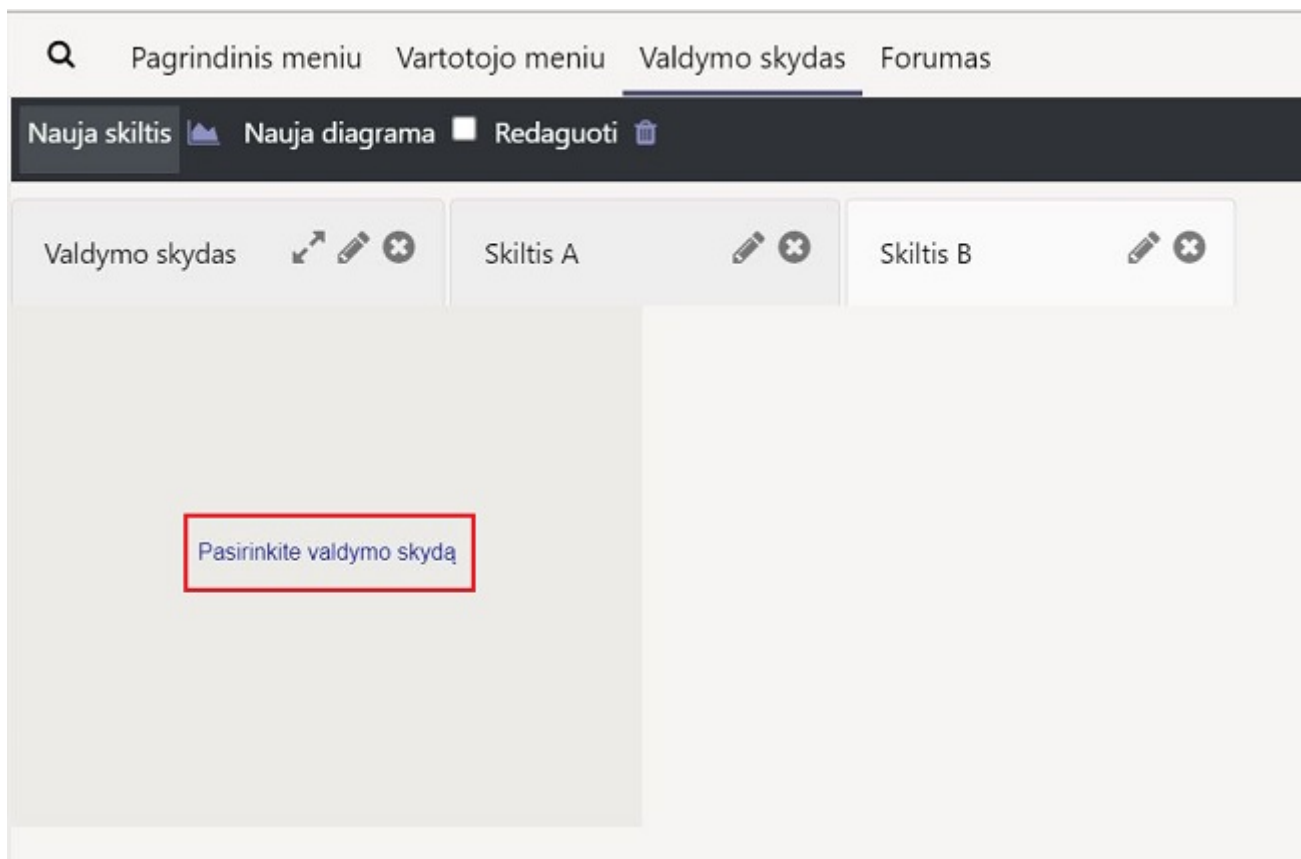 Pagrindinis meniu Vartotojo meniu Valdymo skydas Forumas
Nauja skiltis Nauja diagrama Redaguoti
Valdymo skydas Skiltis A Skiltis B
Pasirinkite valdymo skydą